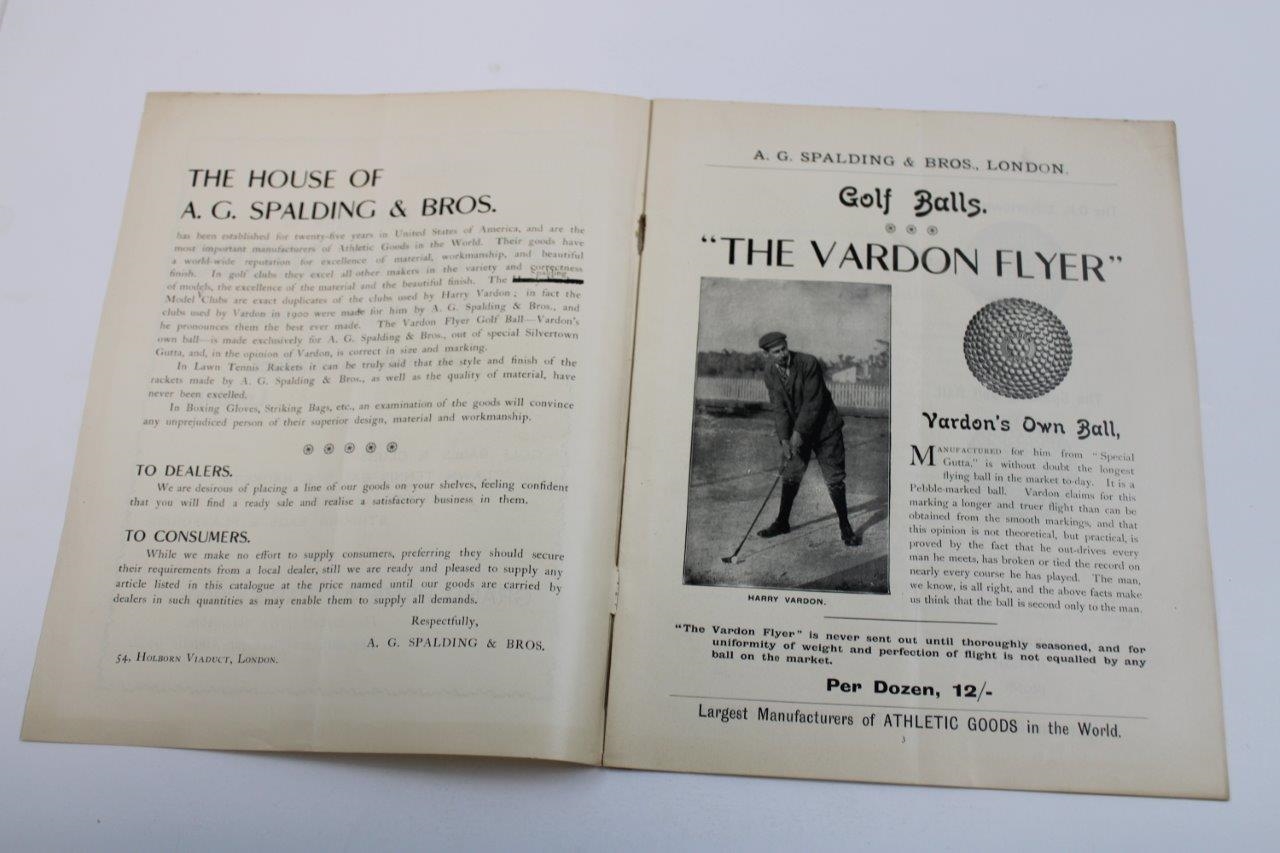 THE HOUSE OF
A. G. SPALDING & BROS.
has been established for twenty-five years in United States of America, and are the
most important manufacturers of Athletic Goods in the World. Their goods have
a world-wide reputation for excellence of material, workmanship, and beautiful
finish. In golf clubs they excel all other makers in the variety and correctness
of models, the excellence of the material and the beautiful finish. The Spalding
Model Clubs are exact duplicates of the clubs used by Harry Vardon; in fact the
clubs used by Vardon in 1900 were made for him by A. G. Spalding & Bros., and
he pronounces them the best ever made. The Vardon Flyer Golf Ball—Vardon's
own ball—is made exclusively for A. G. Spalding & Bros., out of special Silvertown
Gutta, and, in the opinion of Vardon, is correct in size and marking.
In Lawn Tennis Rackets it can be truly said that the style and finish of the
rackets made by A. G. Spalding & Bros., as well as the quality of material, have
never been excelled.
In Boxing Gloves, Striking Bags, etc., an examination of the goods will convince
any unprejudiced person of their superior design, material and workmanship.
TO DEALERS.
We are desirous of placing a line of our goods on your shelves, feeling confident
that you will find a ready sale and realise a satisfactory business in them.
TO CONSUMERS.
While we make no effort to supply consumers, preferring they should secure
their requirements from a local dealer, still we are ready and pleased to supply any
article listed in this catalogue at the price named until our goods are carried by
dealers in such quantities as may enable them to supply all demands.
Respectfully,
A. G. SPALDING & BROS.
54, HOLBORN VIADUCT, LONDON.
A. G. SPALDING & BROS., LONDON.
Golf Balls.
"THE VARDON FLYER"
HARRY VARDON.
Vardon's Own Ball,
MANUFACTURED for him from "Special
Gutta," is without doubt the longest
flying ball in the market to-day. It is a
Pebble-marked ball. Vardon claims for this
marking a longer and truer flight than can be
obtained from the smooth markings, and that
this opinion is not theoretical, but practical, is
proved by the fact that he out-drives every
man he meets, has broken or tied the record on
nearly every course he has played. The man,
we know, is all right, and the above facts make
us think that the ball is second only to the man.
"The Vardon Flyer" is never sent out until thoroughly seasoned, and for
uniformity of weight and perfection of flight is not equalled by any
ball on the market.
Per Dozen, 12/-
Largest Manufacturers of ATHLETIC GOODS in the World.
3